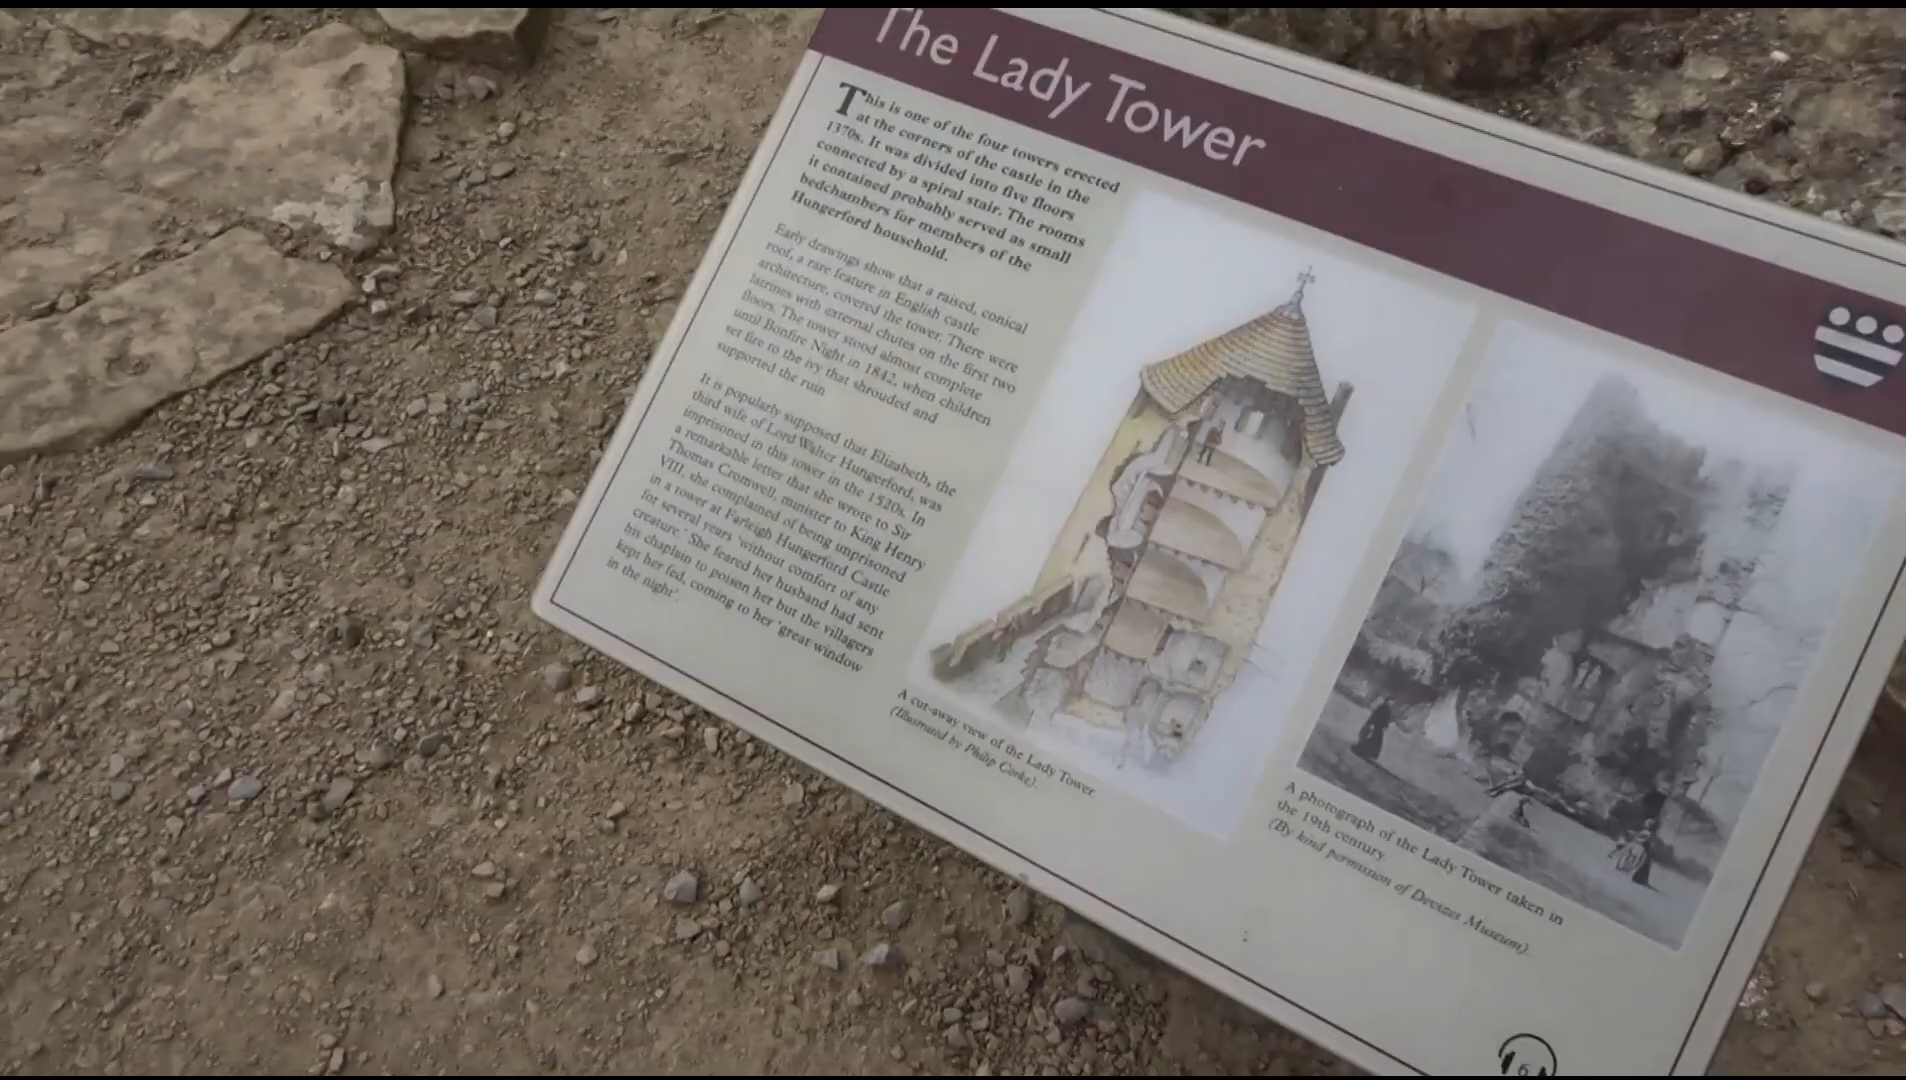 The Lady Tower
This is one of the four towers erected
at the corners of the castle in the
1370s. It was divided into five floors
connected by a spiral stair. The rooms
it contained probably served as small
bedchambers for members of the
Hungerford household.
Early drawings show that a raised, conical
roof, a rare feature in English castle
architecture, covered the tower. There were
latrines with external chutes on the first two
floors. The tower stood almost complete
until Bonfire Night in 1842, when children
set fire to the ivy that shrouded and
supported the ruin.
It is popularly supposed that Elizabeth, the
third wife of Lord Walter Hungerford, was
imprisoned in this tower in the 1520s. In
a remarkable letter that she wrote to Sir
Thomas Cromwell, minister to King Henry
VIII, she complained of being imprisoned
in a tower at Farleigh Hungerford Castle
for several years 'without comfort of any
creature.' She feared her husband had sent
his chaplain to poison her but the villagers
kept her fed, coming to her 'great window
in the night'.
A cut-away view of the Lady Tower.
(Illustrated by Philip Corke).
A photograph of the Lady Tower taken in
the 19th century.
(By kind permission of Devizes Museum).
6